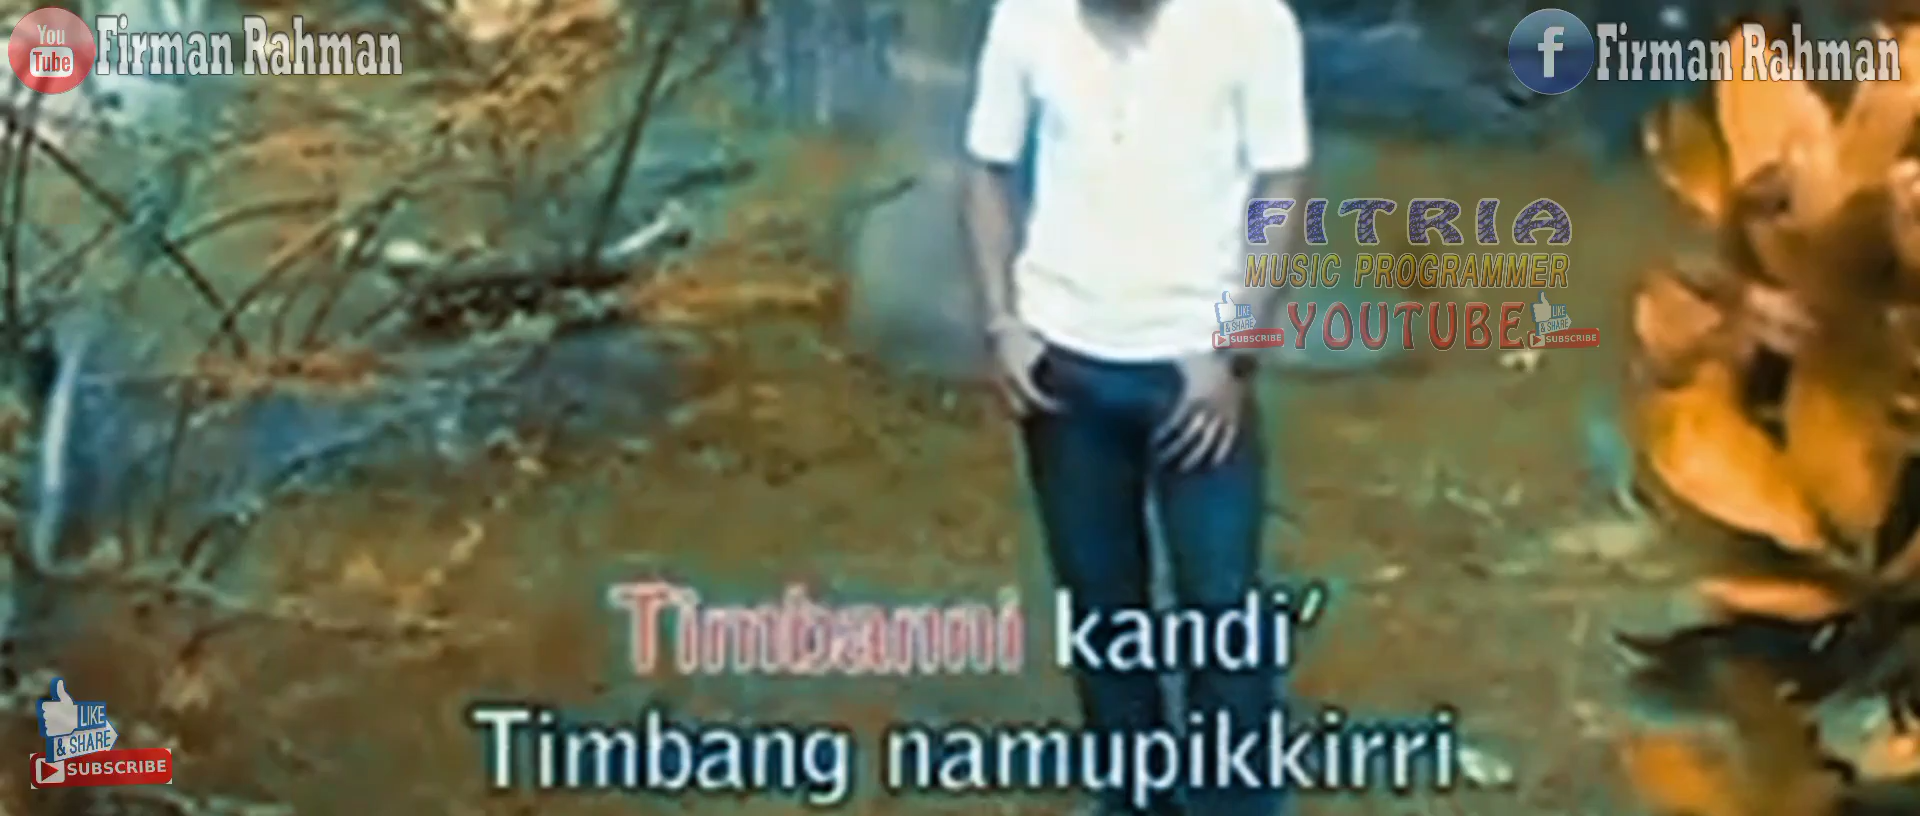 You Tube Firman Rahman
f Firman Rahman
FITRIA
MUSIC PROGRAMMER
LIKE & SHARE SUBSCRIBE YOUTUBE LIKE & SHARE SUBSCRIBE
Timbanni kandi'
Timbang namupikkirri..
LIKE & SHARE
SUBSCRIBE